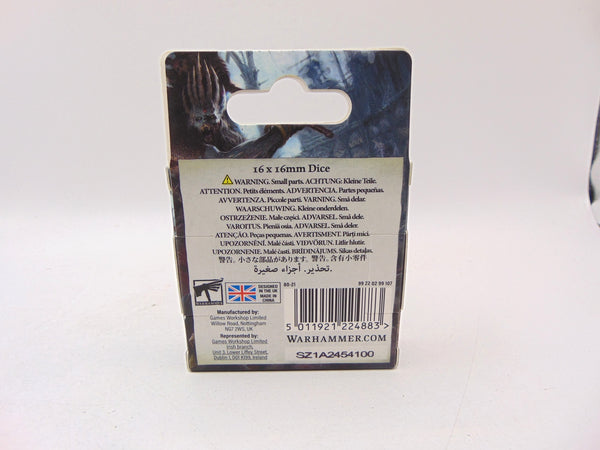 16 x 16mm Dice
WARNING. Small parts. ACHTUNG: Kleine Teile.
ATTENTION. Petits éléments. ADVERTENCIA. Partes pequeñas.
AVVERTENZA. Piccole parti. VARNING. Små delar.
WAARSCHUWING. Kleine onderdelen.
OSTRZEŻENIE. Małe części. ADVARSEL. Små dele.
VAROITUS. Pieniä osia. ADVARSEL. Små deler.
ATENÇÃO. Peças pequenas. AVERTISMENT. Părți mici.
UPOZORNĚNÍ. Malé části. VIÐVÖRUN. Litlir hlutir.
UPOZORNENIE. Malé časti. BRĪDINĀJUMS. Sīkas detaļas.
警告。小さな部品があります。警告。含有小零件
تحذير. أجزاء صغيرة.
WARHAMMER
DESIGNED
IN THE UK
MADE IN
CHINA
80-21
99 22 02 99 107
Manufactured by:
Games Workshop Limited
Willow Road, Nottingham
NG7 2WS, UK
Represented by:
Games Workshop Limited
Irish branch,
Unit 3, Lower Liffey Street,
Dublin 1, D01 K199, Ireland
5 011921 224883 >
WARHAMMER.COM
SZ1A2454100